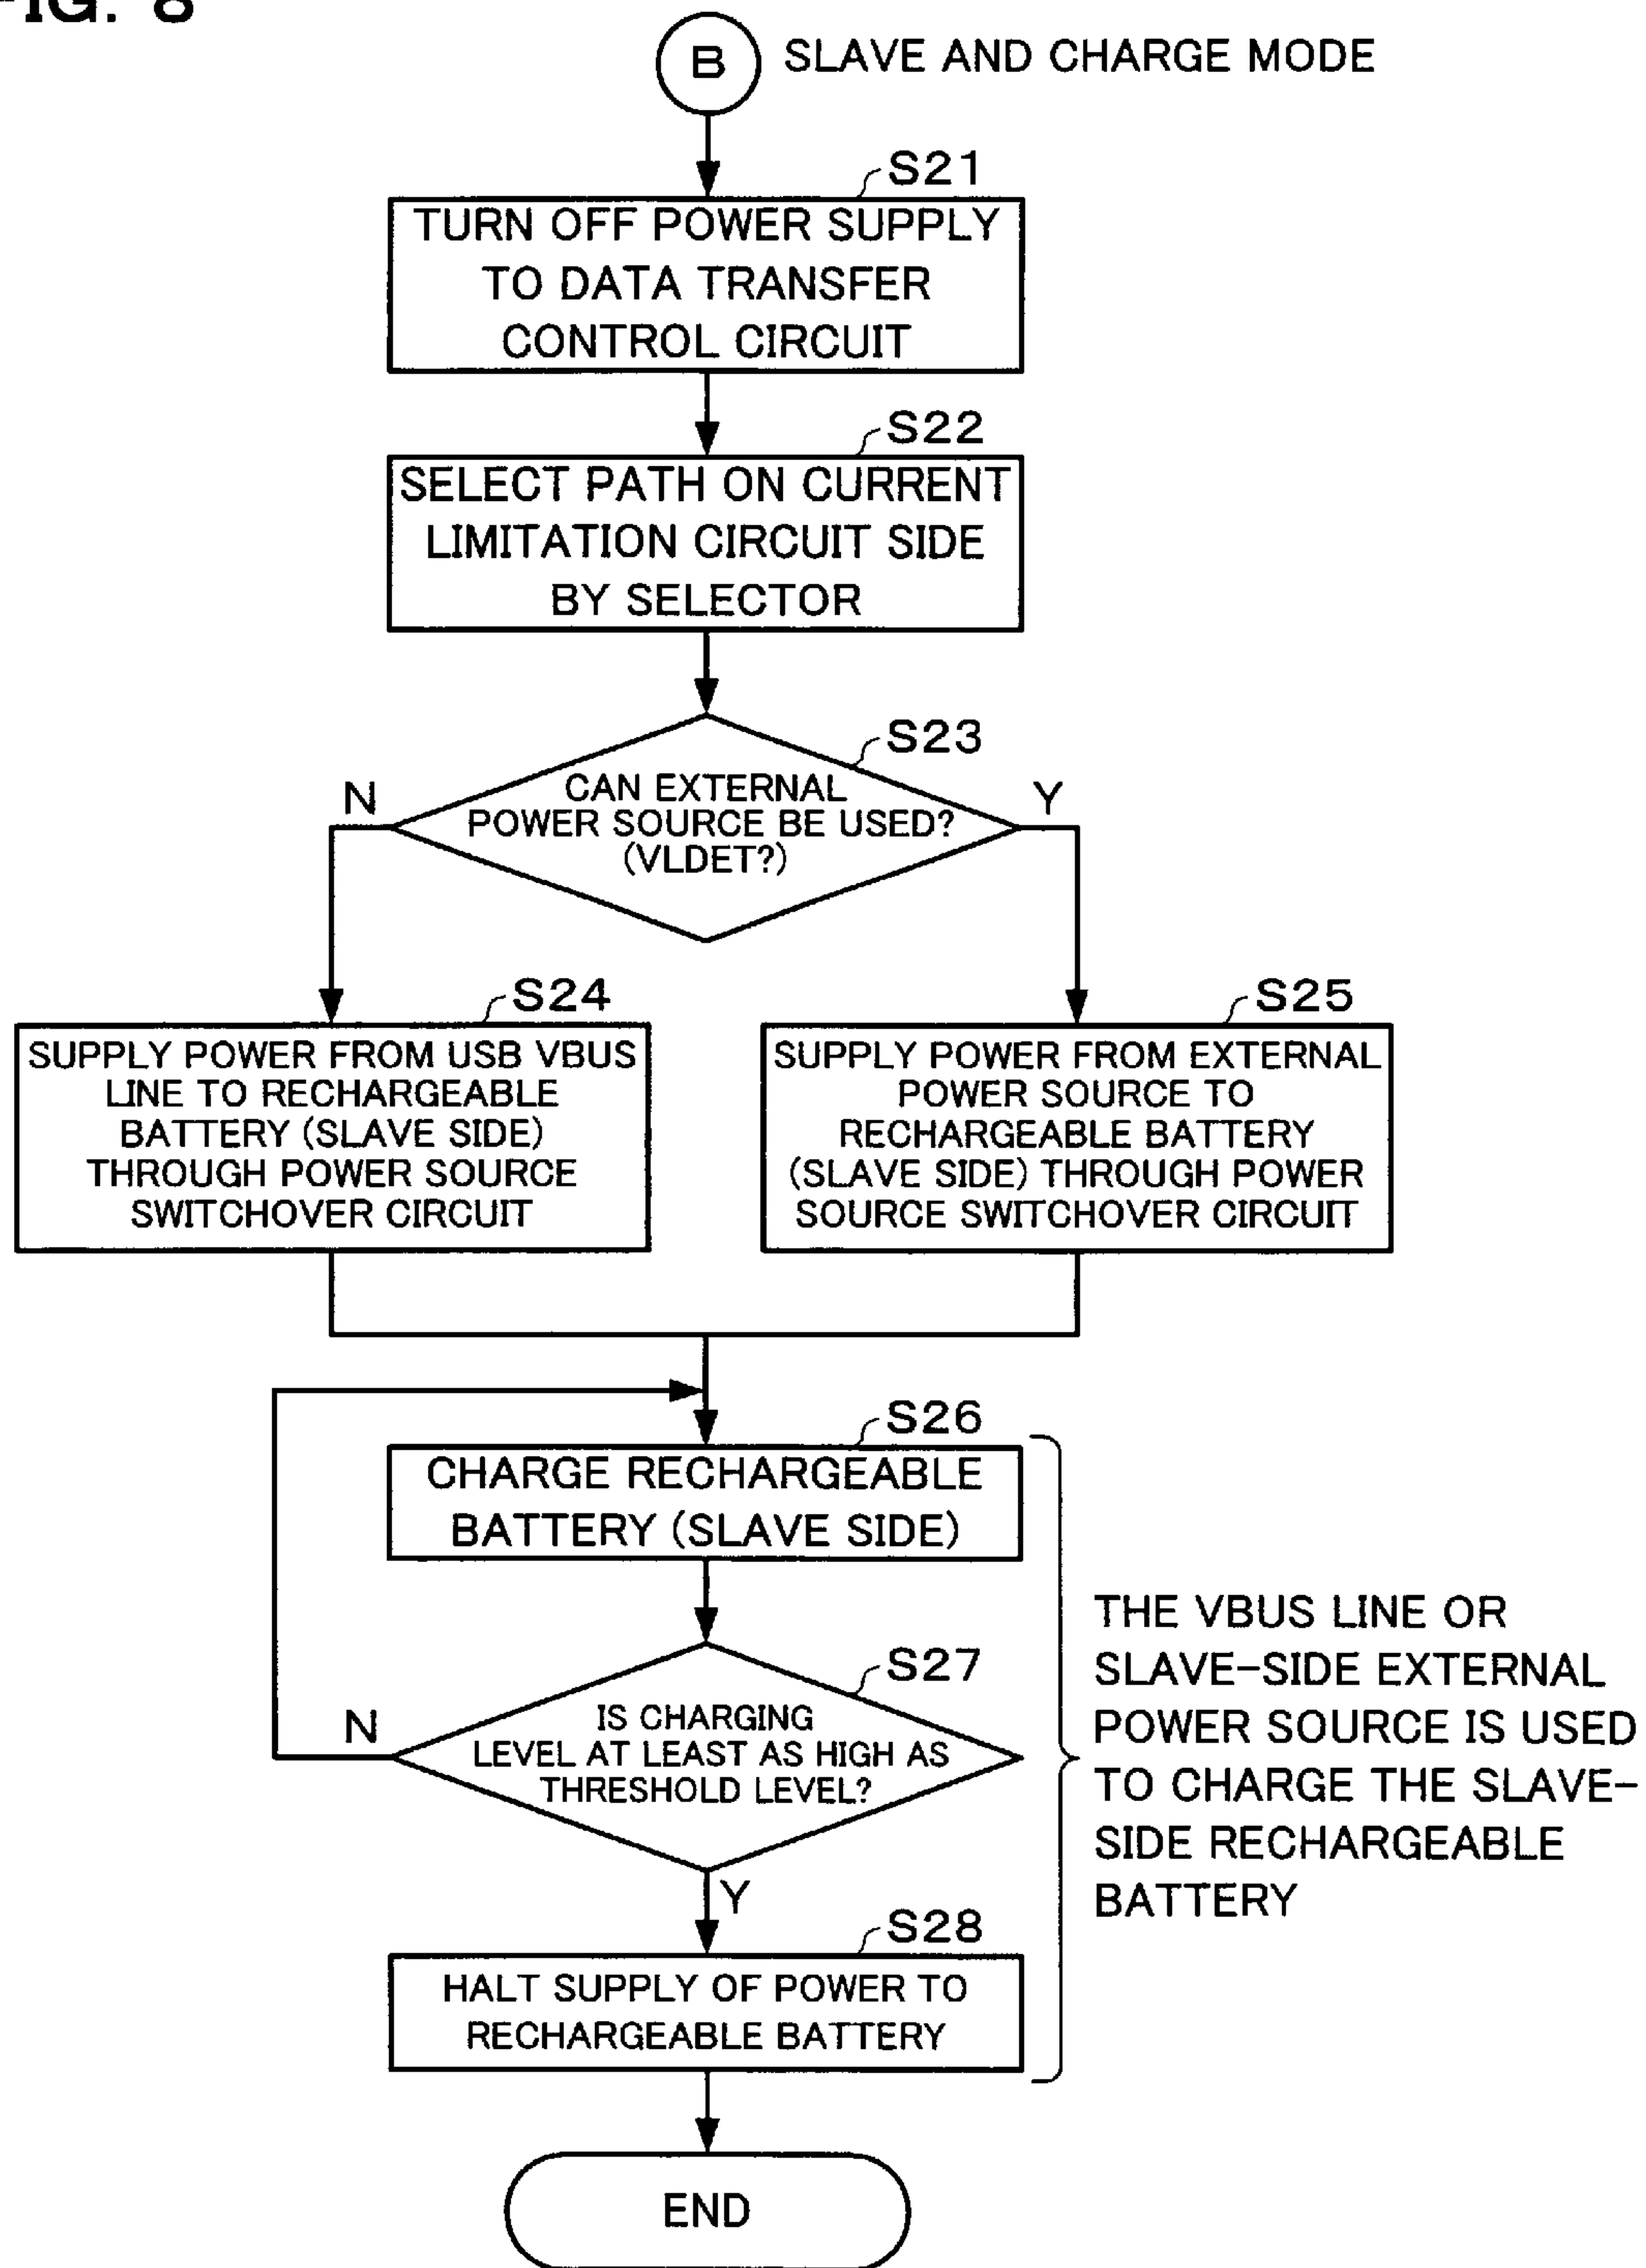 FIG. 8
B
SLAVE AND CHARGE MODE
S21
TURN OFF POWER SUPPLY
TO DATA TRANSFER
CONTROL CIRCUIT
S22
SELECT PATH ON CURRENT
LIMITATION CIRCUIT SIDE
BY SELECTOR
S23
CAN EXTERNAL
POWER SOURCE BE USED?
(VLDET?)
N
Y
S24
SUPPLY POWER FROM USB VBUS
LINE TO RECHARGEABLE
BATTERY (SLAVE SIDE)
THROUGH POWER SOURCE
SWITCHOVER CIRCUIT
S25
SUPPLY POWER FROM EXTERNAL
POWER SOURCE TO
RECHARGEABLE BATTERY
(SLAVE SIDE) THROUGH POWER
SOURCE SWITCHOVER CIRCUIT
S26
CHARGE RECHARGEABLE
BATTERY (SLAVE SIDE)
S27
IS CHARGING
LEVEL AT LEAST AS HIGH AS
THRESHOLD LEVEL?
N
Y
S28
HALT SUPPLY OF POWER TO
RECHARGEABLE BATTERY
THE VBUS LINE OR
SLAVE-SIDE EXTERNAL
POWER SOURCE IS USED
TO CHARGE THE SLAVE-
SIDE RECHARGEABLE
BATTERY
END